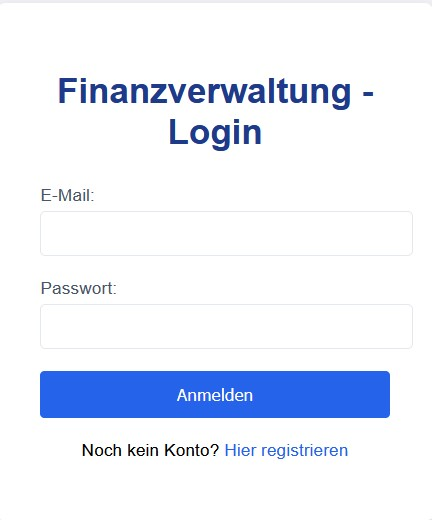 Finanzverwaltung -
Login
E-Mail:
Passwort:
Anmelden
Noch kein Konto? Hier registrieren